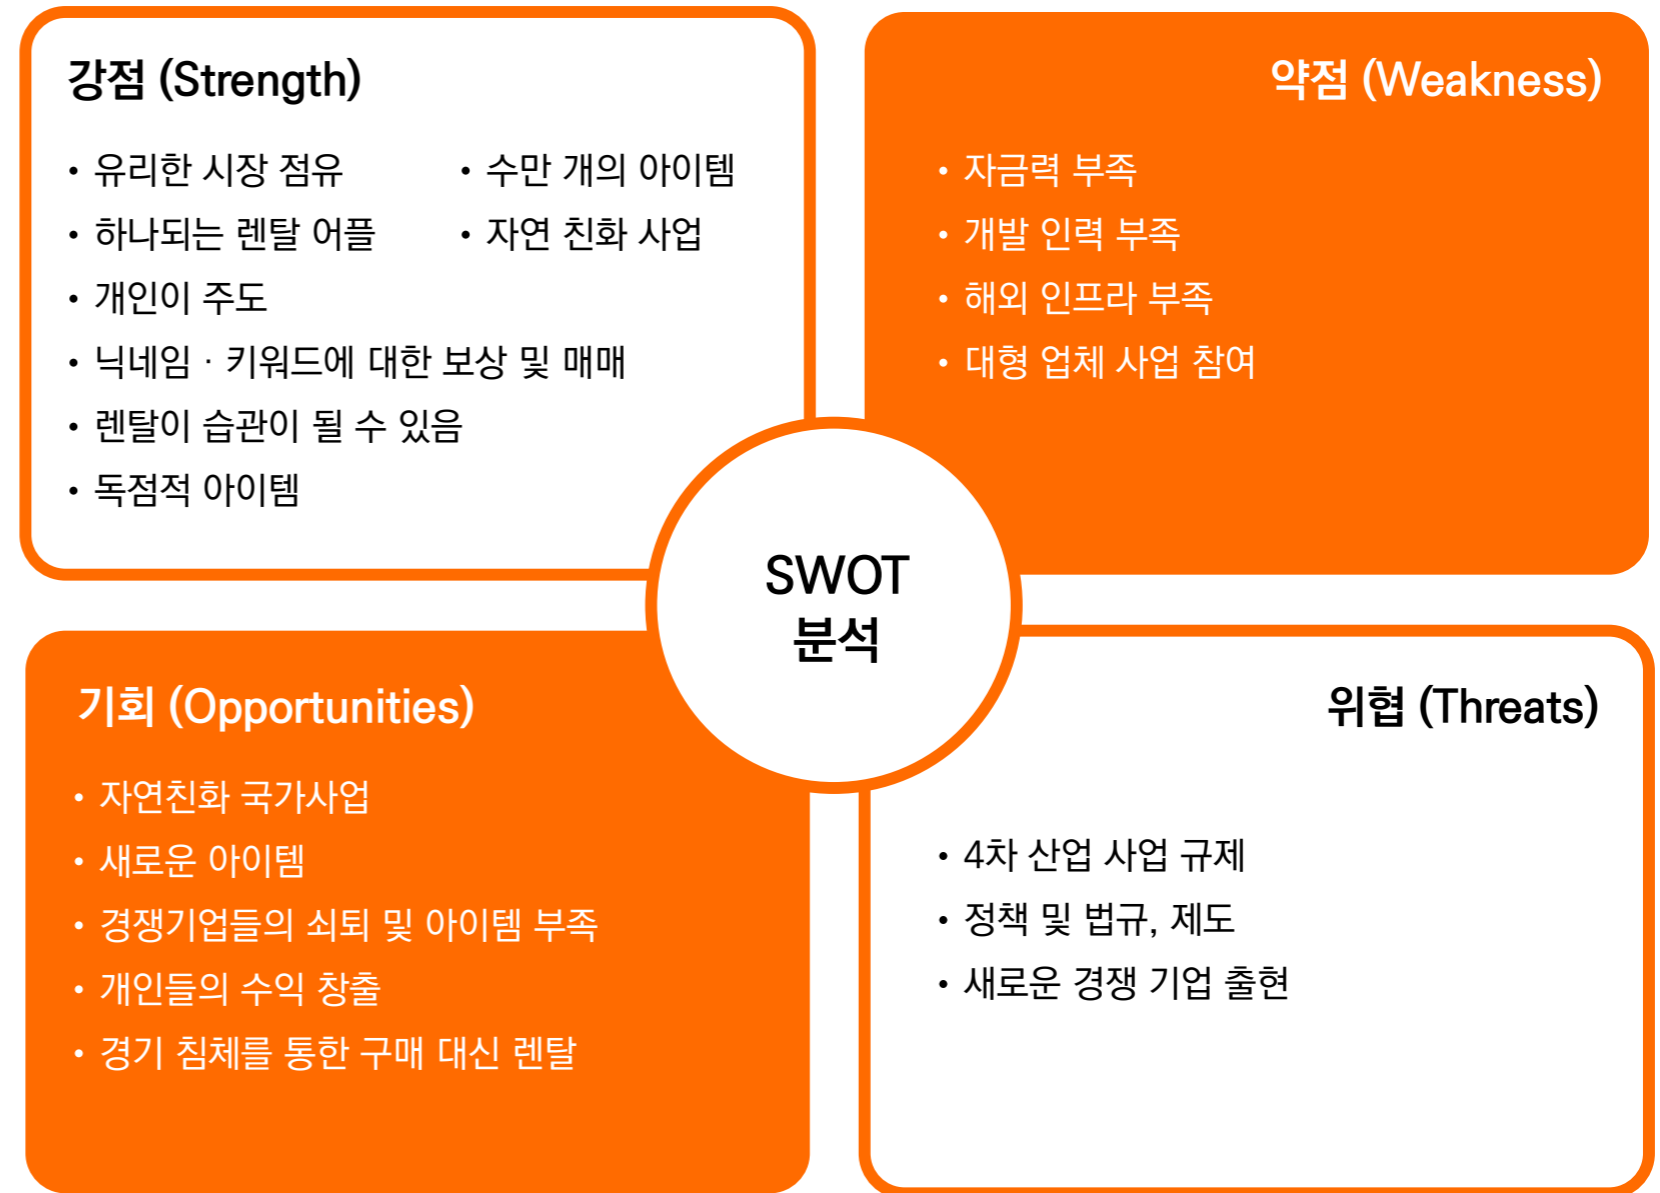 강점 (Strength)
• 유리한 시장 점유
• 하나되는 렌탈 어플
• 개인이 주도
• 닉네임 · 키워드에 대한 보상 및 매매
• 렌탈이 습관이 될 수 있음
• 독점적 아이템
• 수만 개의 아이템
• 자연 친화 사업
약점 (Weakness)
• 자금력 부족
• 개발 인력 부족
• 해외 인프라 부족
• 대형 업체 사업 참여
SWOT
분석
기회 (Opportunities)
• 자연친화 국가사업
• 새로운 아이템
• 경쟁기업들의 쇠퇴 및 아이템 부족
• 개인들의 수익 창출
• 경기 침체를 통한 구매 대신 렌탈
위협 (Threats)
• 4차 산업 사업 규제
• 정책 및 법규, 제도
• 새로운 경쟁 기업 출현